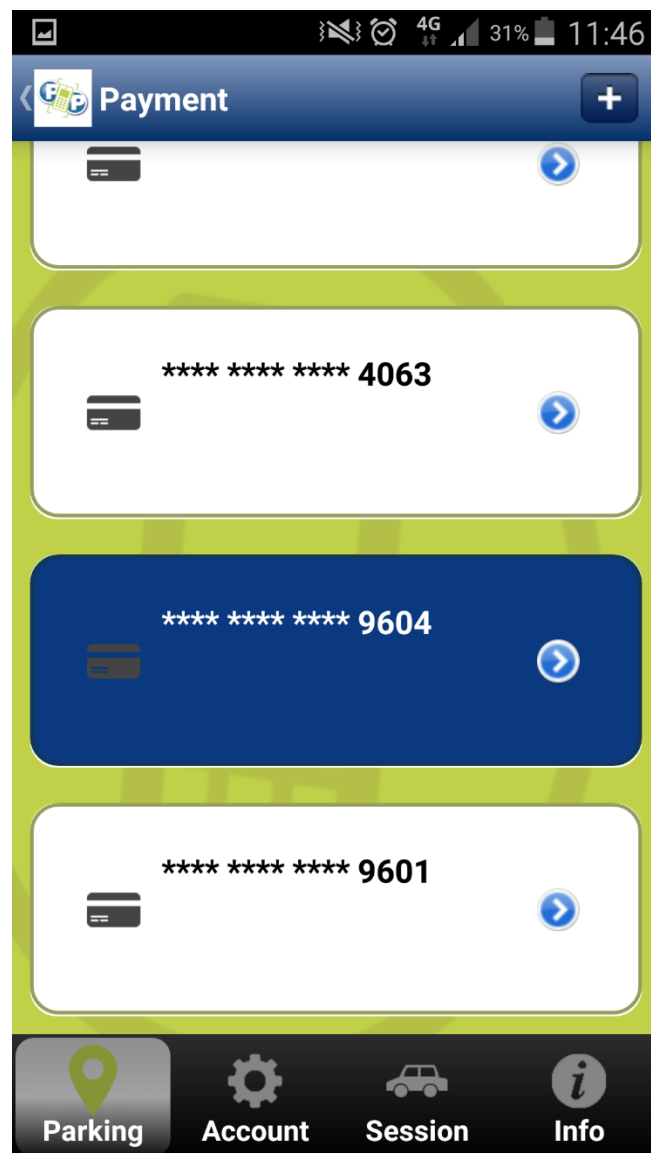 4G 31% 11:46
Payment +
**** **** **** 4063
**** **** **** 9604
**** **** **** 9601
Parking Account Session Info